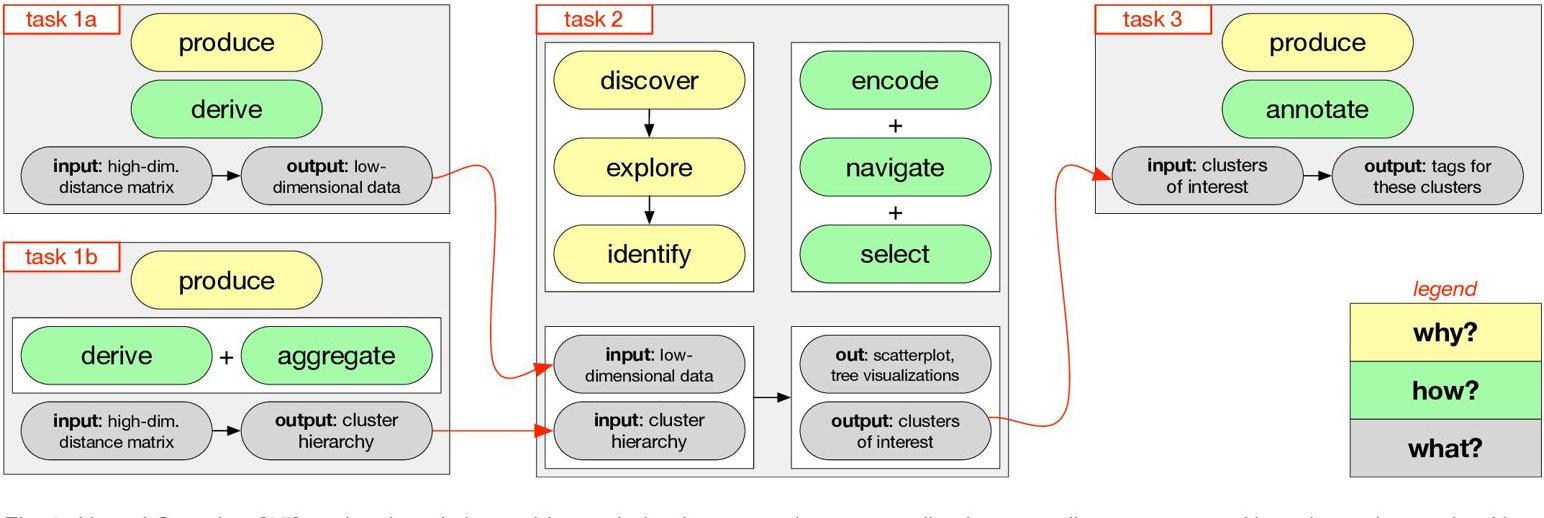 task 1a
produce
derive
input: high-dim.
distance matrix
output: low-
dimensional data
task 1b
produce
derive
+
aggregate
input: high-dim.
distance matrix
output: cluster
hierarchy
task 2
discover
explore
identify
encode
+
navigate
+
select
input: low-
dimensional data
input: cluster
hierarchy
out: scatterplot,
tree visualizations
output: clusters
of interest
task 3
produce
annotate
input: clusters
of interest
output: tags for
these clusters
legend
why?
how?
what?